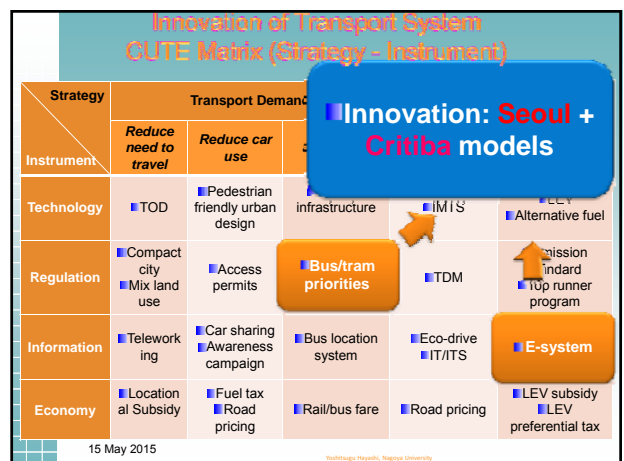 Innovation of Transport System
CUTE Matrix (Strategy - Instrument)
Strategy
Instrument
Transport Deman
Innovation: Seoul +
Critiba models
Reduce
need to
travel
Reduce car
use
Technology
TOD
Pedestrian
friendly urban
design
infrastructure
IMTS
LEV
Alternative fuel
Regulation
Compact
city
Mix land
use
Access
permits
Bus/tram
priorities
TDM
mission
ndard
Top runner
program
Information
Telework
ing
Car sharing
Awareness
campaign
Bus location
system
Eco-drive
IT/ITS
E-system
Economy
Location
al Subsidy
Fuel tax
Road
pricing
Rail/bus fare
Road pricing
LEV subsidy
LEV
preferential tax
15 May 2015
Yoshitsugu Hayashi, Nagoya University